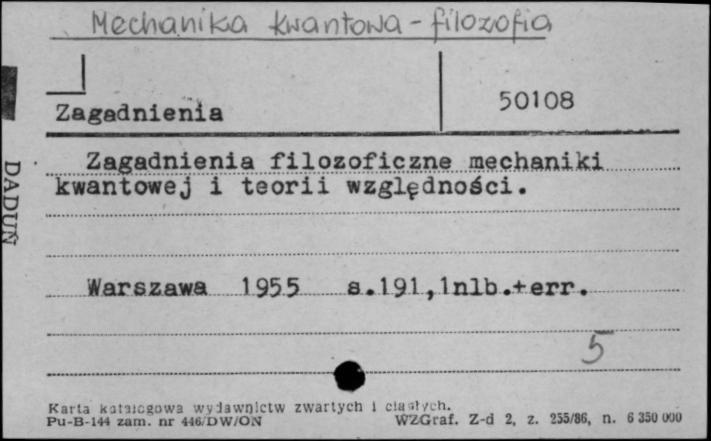 Mechanika kwantowa - filozofia
Zagadnienia
50108
Zagadnienia filozoficzne mechaniki
kwantowej i teorii względności.
DADUŃ
Warszawa 1955 s.191,1nlb.+err.
5
Karta katalogowa wydawnictw zwartych i ciągłych.
Pu-B-144 zam. nr 446/DW/ON WZGraf. Z-d 2, z. 255/86, n. 6 350 000